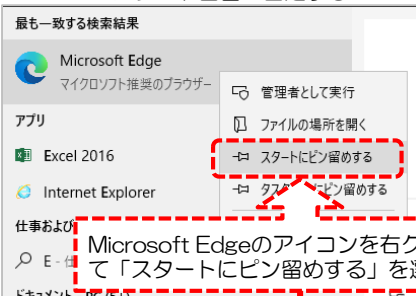 最も一致する検索結果
Microsoft Edge
マイクロソフト推奨のブラウザー
管理者として実行
アプリ
ファイルの場所を開く
Excel 2016
スタートにピン留めする
Internet Explorer
ピン留めする
仕事および
Microsoft Edgeのアイコンを右ク
E -
て「スタートにピン留めする」を